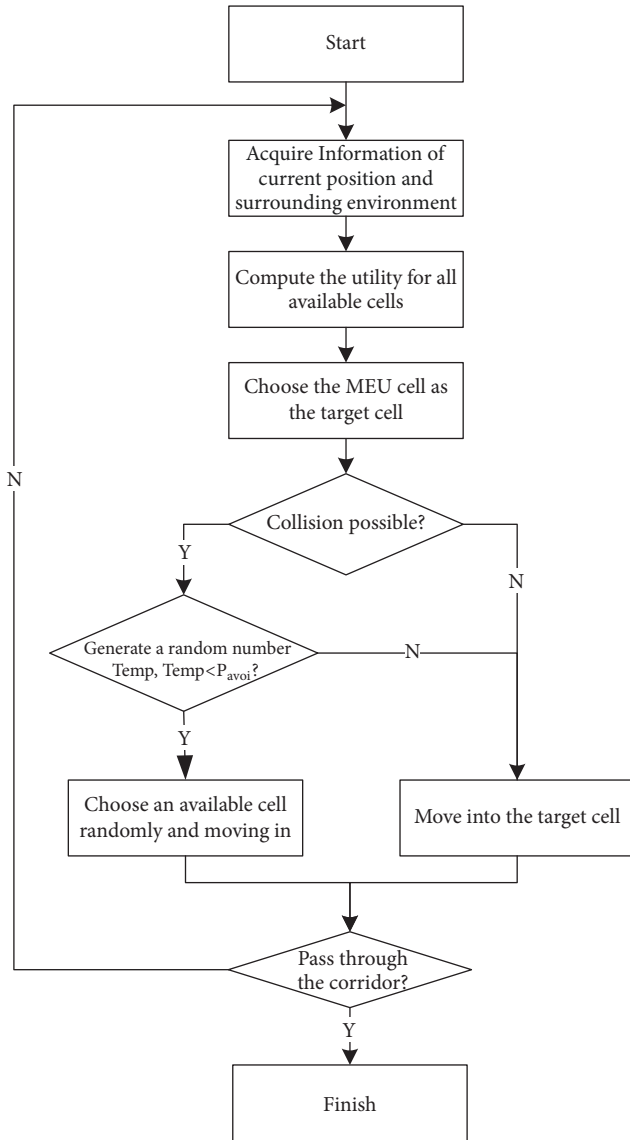 Start
Acquire Information of
current position and
surrounding environment
Compute the utility for all
available cells
Choose the MEU cell as
the target cell
N
Collision possible?
Y
N
Generate a random number
Temp, Temp<P_avoi?
N
Y
Choose an available cell
randomly and moving in
Move into the target cell
Pass through
the corridor?
Y
Finish